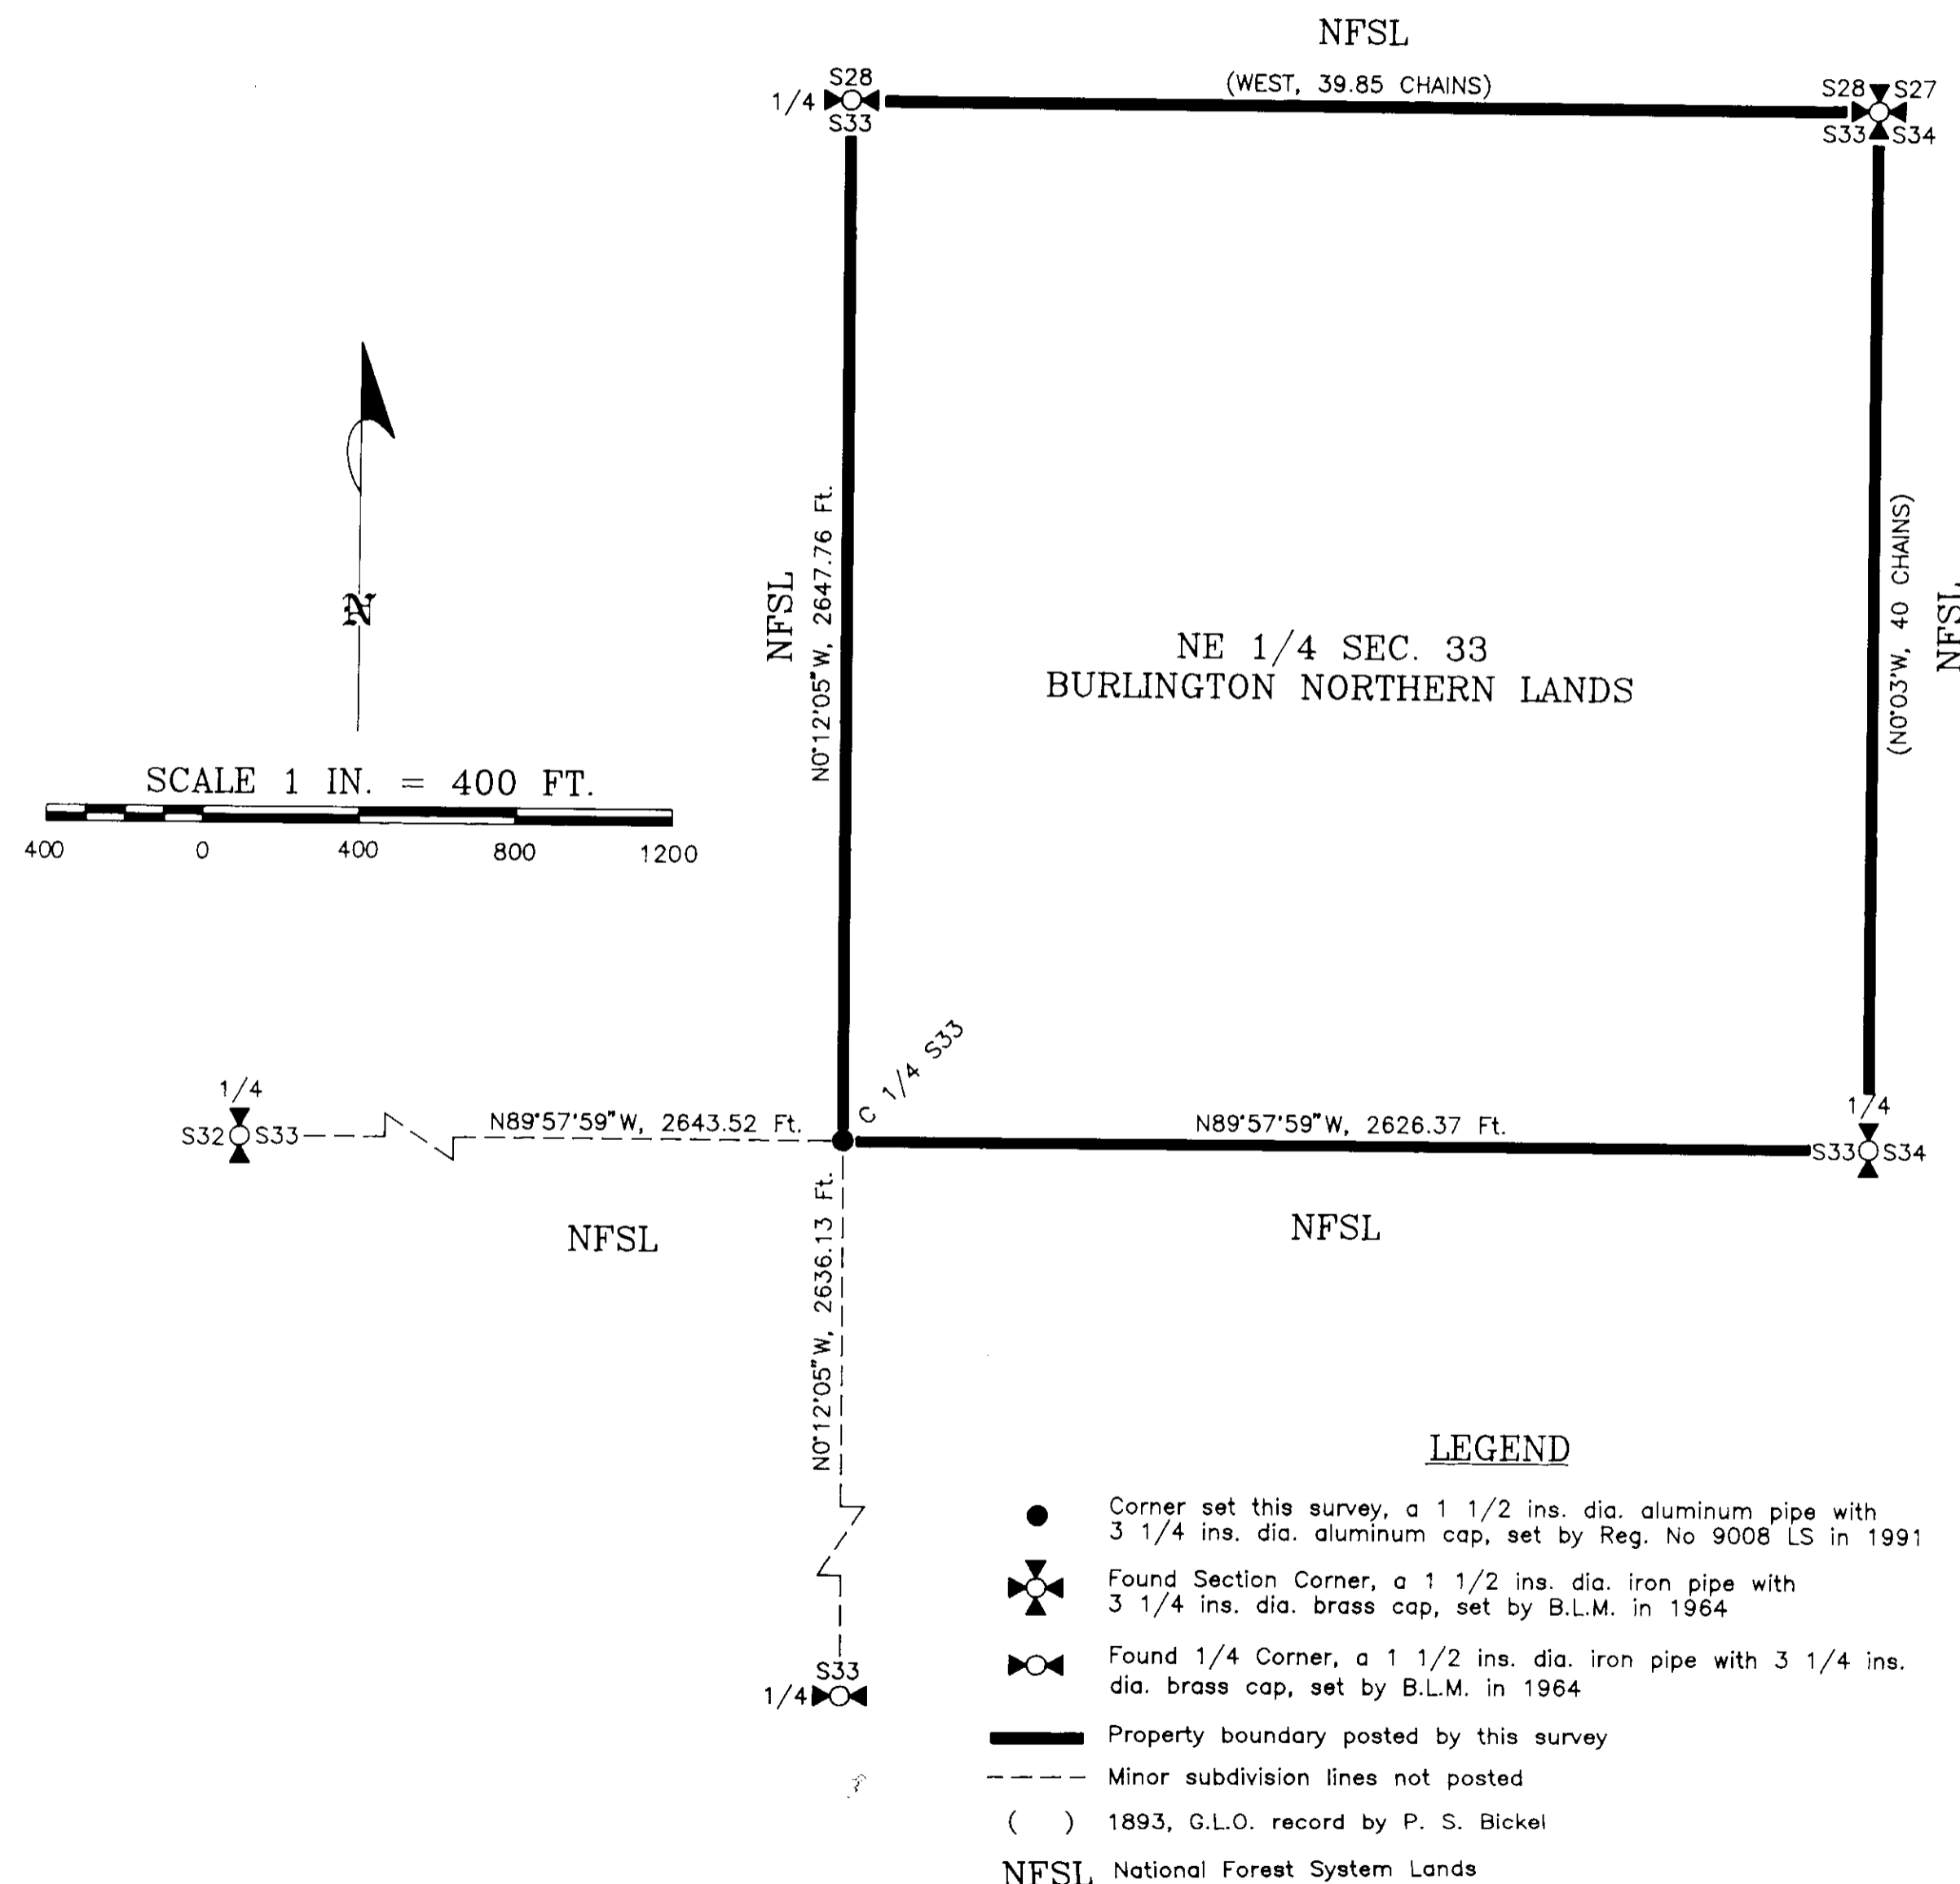 NFSL
(WEST, 39.85 CHAINS)
S28
1/4
S33
S28 S27
S33 S34
NFSL
N0°12'05"W, 2647.76 Ft.
NE 1/4 SEC. 33
BURLINGTON NORTHERN LANDS
(N0°03'W, 40 CHAINS)
NFSL
N
SCALE 1 IN. = 400 FT.
400 0 400 800 1200
C 1/4 S33
1/4
S32 S33
N89°57'59"W, 2643.52 Ft.
N89°57'59"W, 2626.37 Ft.
1/4
S33 S34
NFSL
NFSL
N0°12'05"W, 2636.13 Ft.
S33
1/4
LEGEND
Corner set this survey, a 1 1/2 ins. dia. aluminum pipe with
3 1/4 ins. dia. aluminum cap, set by Reg. No 9008 LS in 1991
Found Section Corner, a 1 1/2 ins. dia. iron pipe with
3 1/4 ins. dia. brass cap, set by B.L.M. in 1964
Found 1/4 Corner, a 1 1/2 ins. dia. iron pipe with 3 1/4 ins.
dia. brass cap, set by B.L.M. in 1964
Property boundary posted by this survey
Minor subdivision lines not posted
( ) 1893, G.L.O. record by P. S. Bickel
NFSL National Forest System Lands